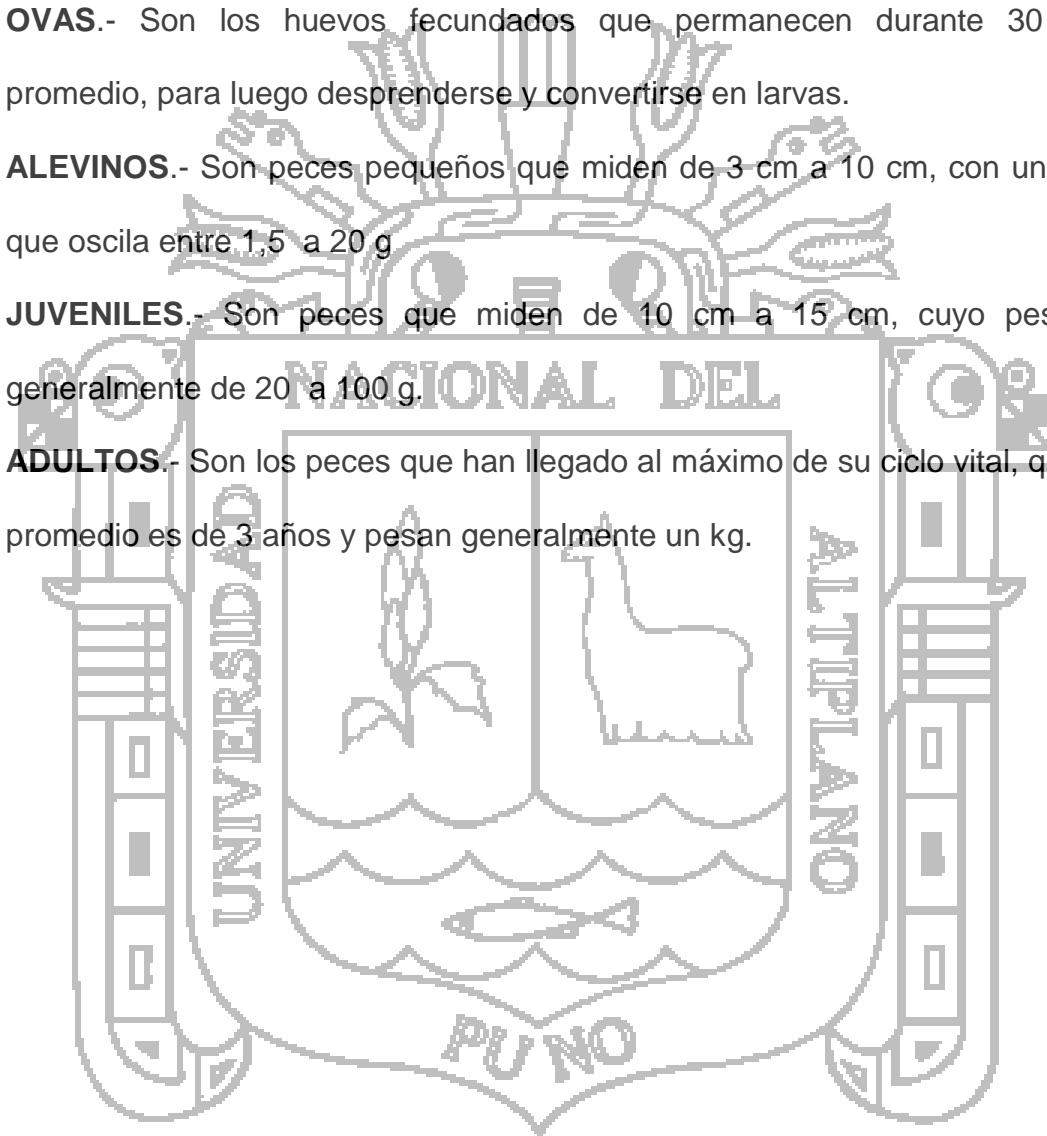 OVAS.- Son los huevos fecundados que permanecen durante 30
promedio, para luego desprenderse y convertirse en larvas.
ALEVINOS.- Son peces pequeños que miden de 3 cm a 10 cm, con un
que oscila entre 1,5 a 20 g
JUVENILES.- Son peces que miden de 10 cm a 15 cm, cuyo pes
generalmente de 20 a 100 g.
ADULTOS.- Son los peces que han llegado al máximo de su ciclo vital, q
promedio es de 3 años y pesan generalmente un kg.
UNIVERSIDAD
NACIONAL DEL
ALTIPLANO
PUNO